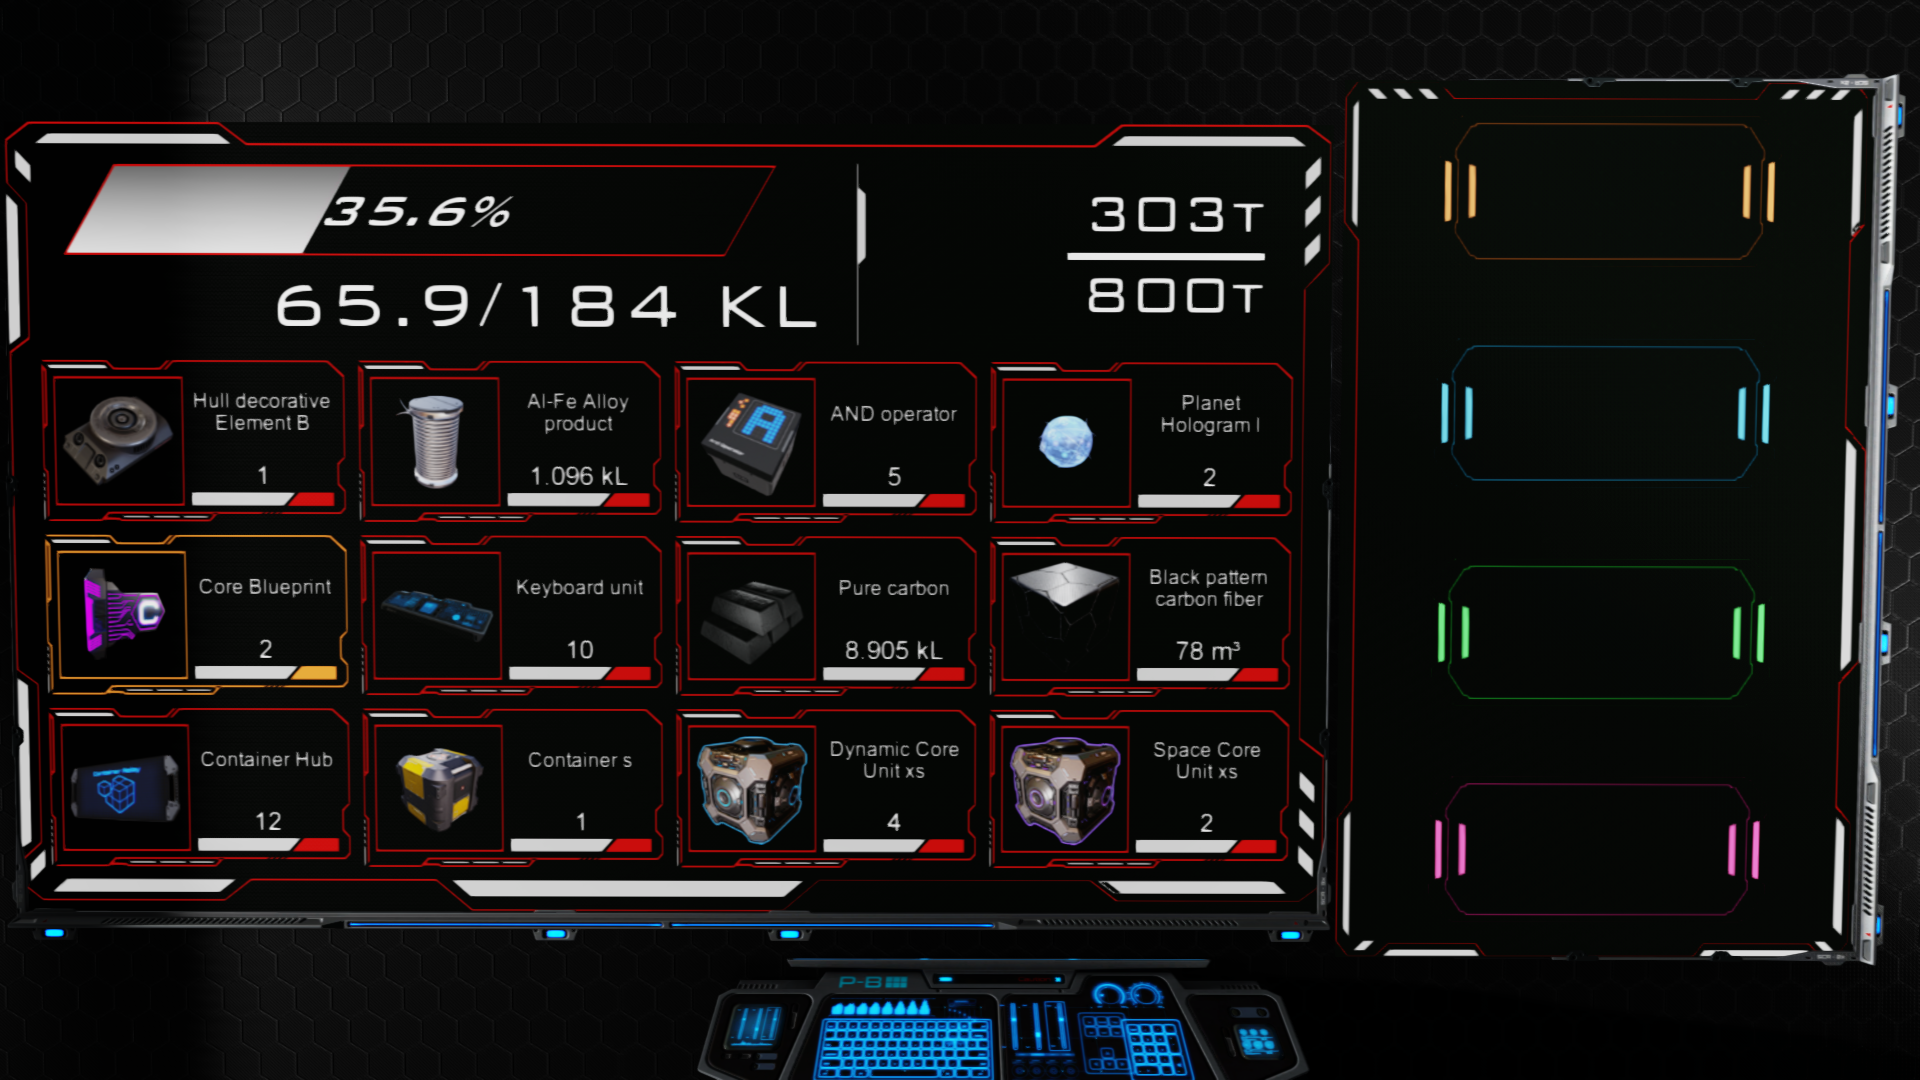 35.6%
65.9/184 KL
303T
800T
Hull decorative
Element B
1
Al-Fe Alloy
product
1.096 kL
AND operator
5
Planet
Hologram I
2
Core Blueprint
2
Keyboard unit
10
Pure carbon
8.905 kL
Black pattern
carbon fiber
78 m³
Container Hub
12
Container s
1
Dynamic Core
Unit xs
4
Space Core
Unit xs
2
P-B